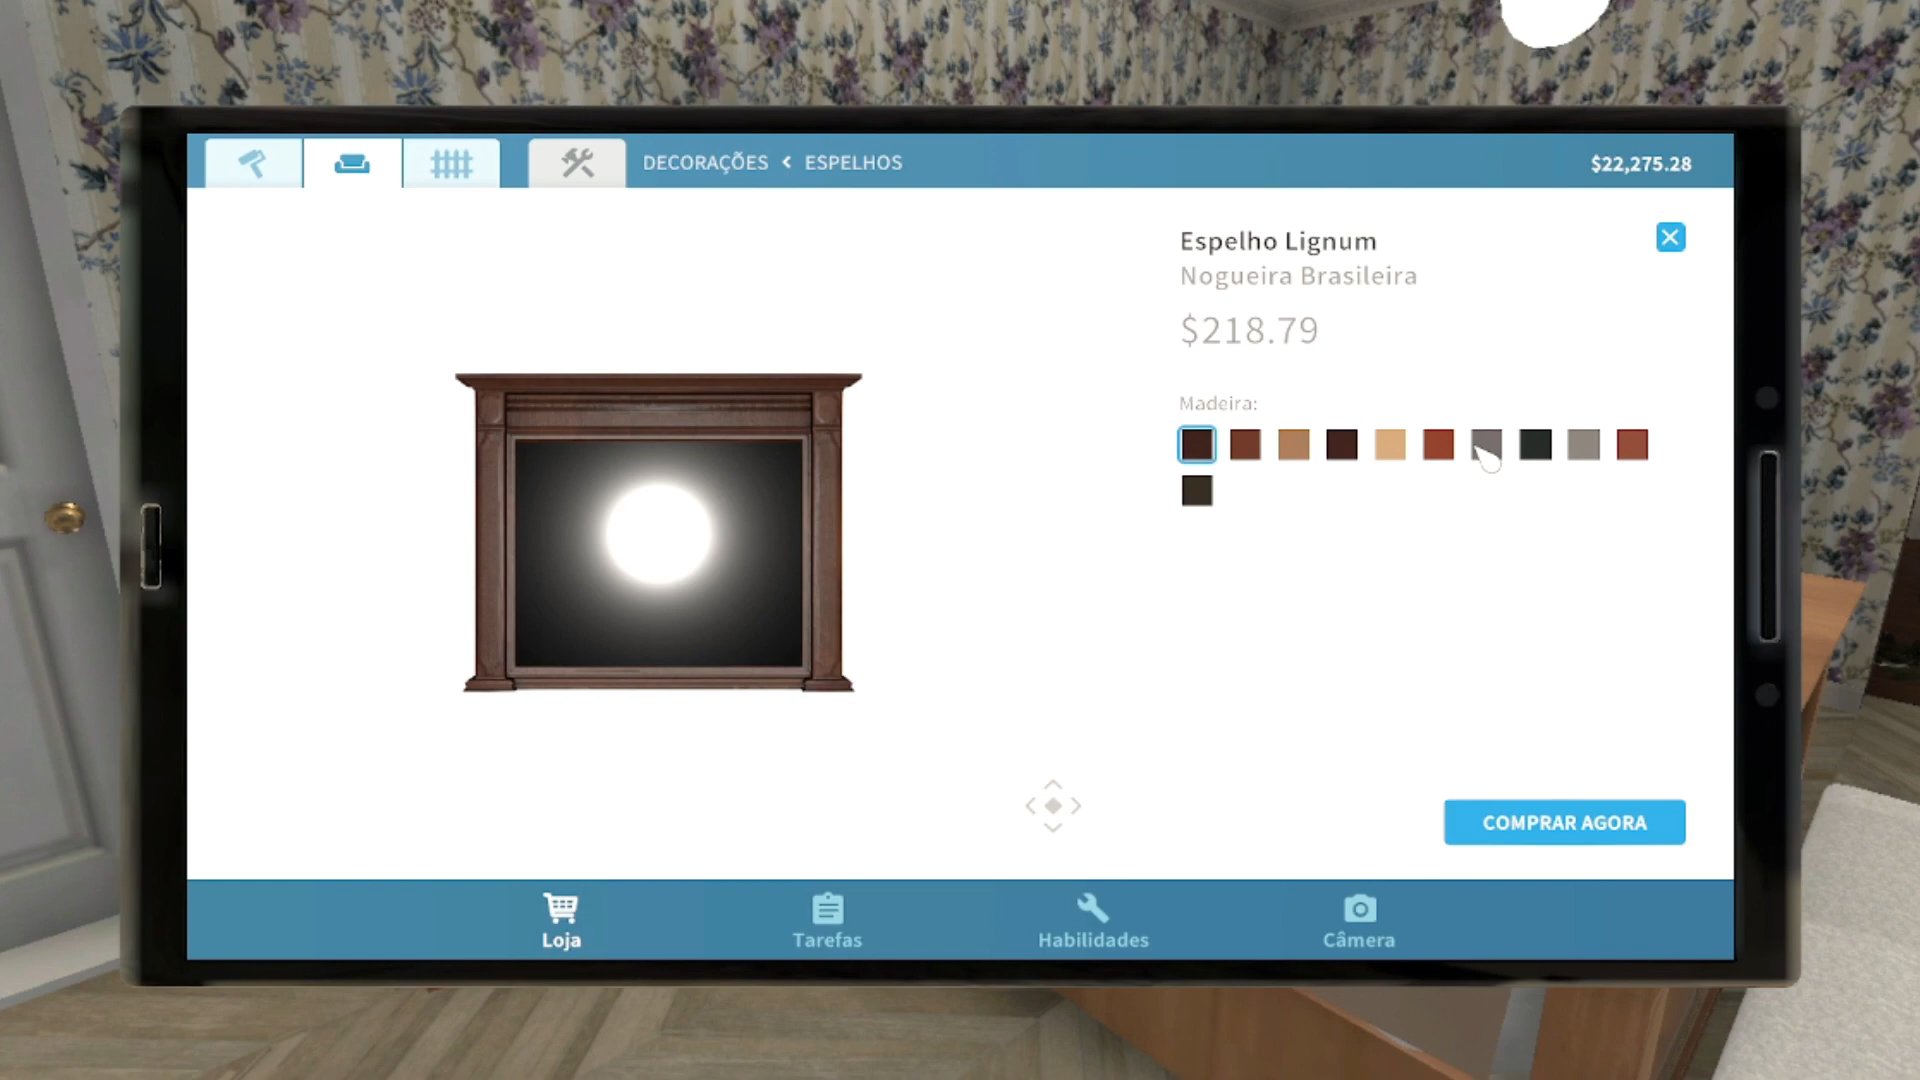 DECORAÇÕES < ESPELHOS
$22,275.28
Espelho Lignum
Nogueira Brasileira
$218.79
Madeira:
COMPRAR AGORA
Loja
Tarefas
Habilidades
Câmera